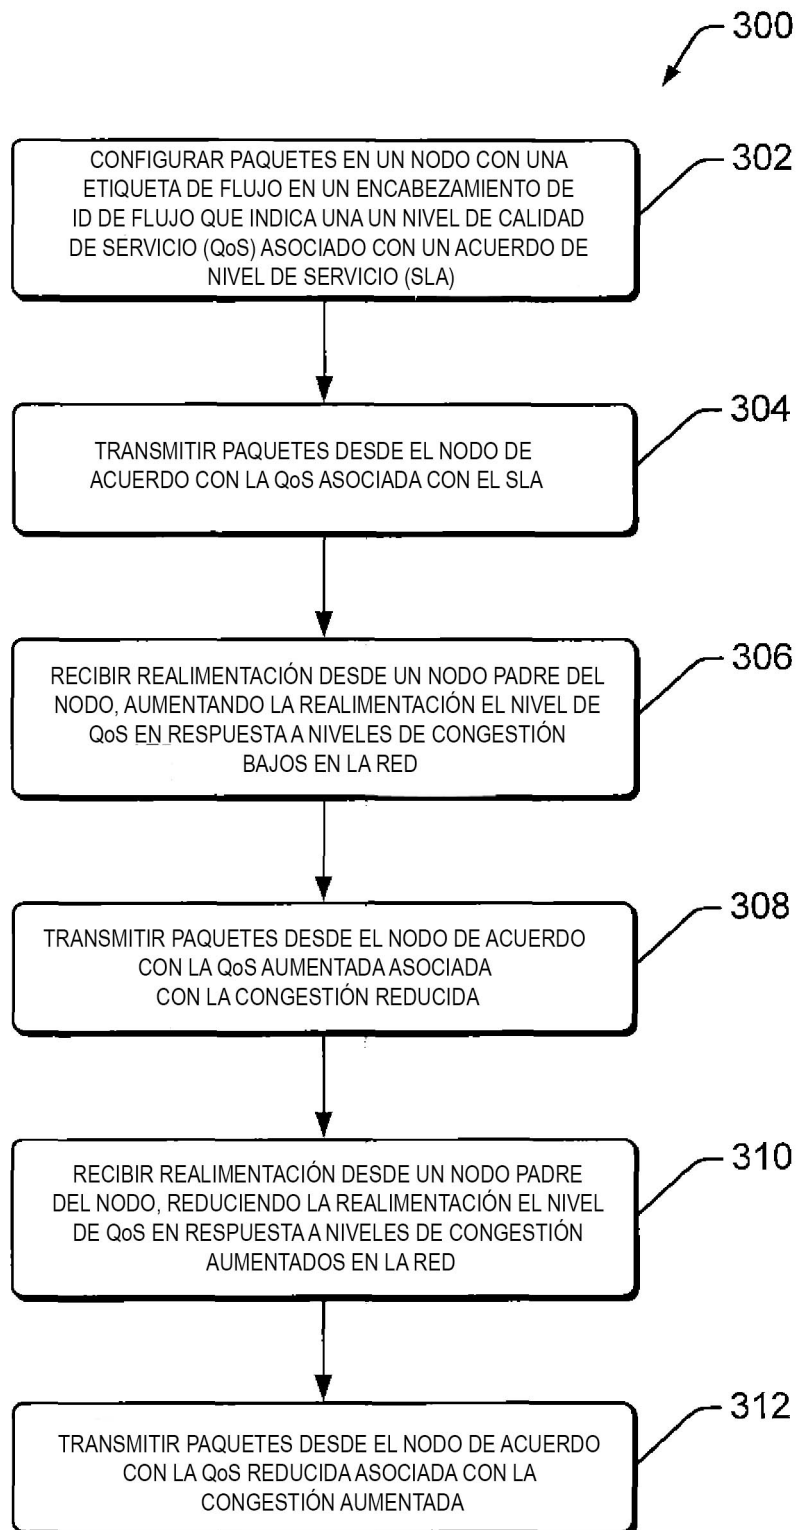 300
302
CONFIGURAR PAQUETES EN UN NODO CON UNA
ETIQUETA DE FLUJO EN UN ENCABEZAMIENTO DE
ID DE FLUJO QUE INDICA UNA UN NIVEL DE CALIDAD
DE SERVICIO (QoS) ASOCIADO CON UN ACUERDO DE
NIVEL DE SERVICIO (SLA)
304
TRANSMITIR PAQUETES DESDE EL NODO DE
ACUERDO CON LA QoS ASOCIADA CON EL SLA
306
RECIBIR REALIMENTACIÓN DESDE UN NODO PADRE DEL
NODO, AUMENTANDO LA REALIMENTACIÓN EL NIVEL DE
QoS EN RESPUESTA A NIVELES DE CONGESTIÓN
BAJOS EN LA RED
308
TRANSMITIR PAQUETES DESDE EL NODO DE ACUERDO
CON LA QoS AUMENTADA ASOCIADA
CON LA CONGESTIÓN REDUCIDA
310
RECIBIR REALIMENTACIÓN DESDE UN NODO PADRE
DEL NODO, REDUCIENDO LA REALIMENTACIÓN EL NIVEL
DE QoS EN RESPUESTA A NIVELES DE CONGESTIÓN
AUMENTADOS EN LA RED
312
TRANSMITIR PAQUETES DESDE EL NODO DE ACUERDO
CON LA QoS REDUCIDA ASOCIADA CON LA
CONGESTIÓN AUMENTADA